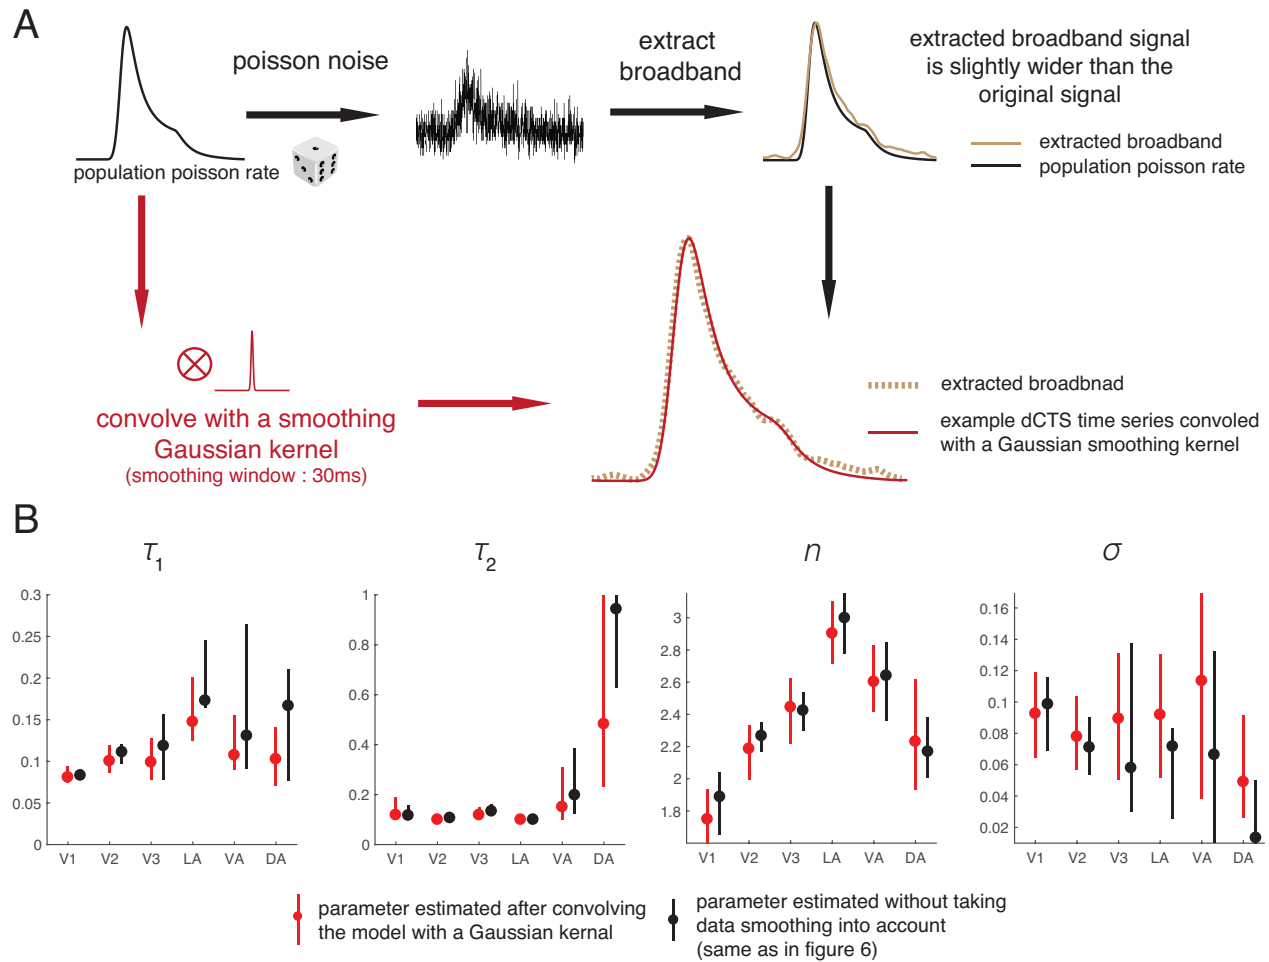 A
poisson noise
population poisson rate
extract
broadband
extracted broadband signal
is slightly wider than the
original signal
extracted broadband
population poisson rate
convolve with a smoothing
Gaussian kernel
(smoothing window : 30ms)
extracted broadbnad
example dCTS time series convoled
with a Gaussian smoothing kernel
B
τ1
0.3
0.25
0.2
0.15
0.1
0.05
0
V1 V2 V3 LA VA DA
τ2
1
0.8
0.6
0.4
0.2
0
V1 V2 V3 LA VA DA
n
3
2.6
2.4
2.2
2
1.8
V1 V2 V3 LA VA DA
σ
0.16
0.12
0.1
0.08
0.06
0.04
0.02
V1 V2 V3 LA VA DA
parameter estimated after convolving
the model with a Gaussian kernal
parameter estimated without taking
data smoothing into account
(same as in figure 6)